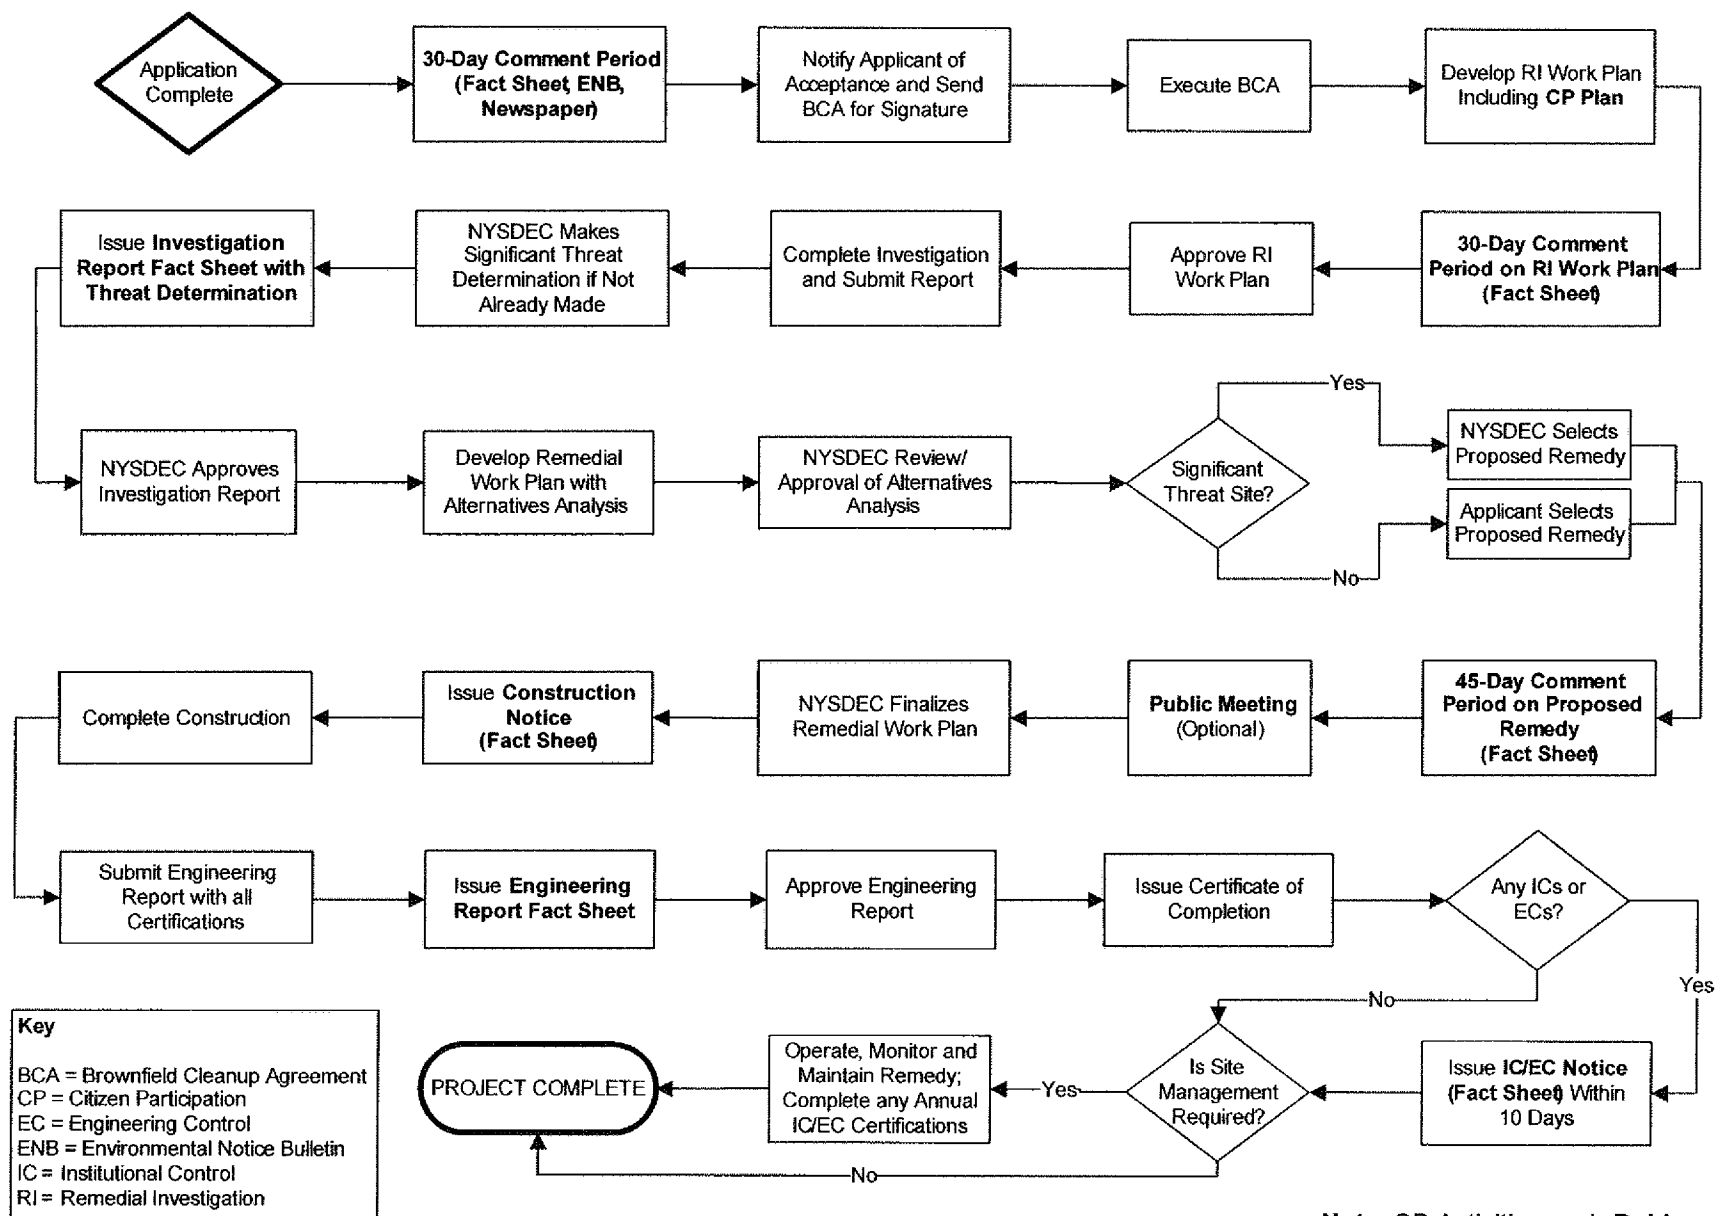 Application
Complete
30-Day Comment Period
(Fact Sheet, ENB,
Newspaper)
Notify Applicant of
Acceptance and Send
BCA for Signature
Execute BCA
Develop RI Work Plan
Including CP Plan
Issue Investigation
Report Fact Sheet with
Threat Determination
NYSDEC Makes
Significant Threat
Determination if Not
Already Made
Complete Investigation
and Submit Report
Approve RI
Work Plan
30-Day Comment
Period on RI Work Plan
(Fact Sheet)
Yes
NYSDEC Approves
Investigation Report
Develop Remedial
Work Plan with
Alternatives Analysis
NYSDEC Review/
Approval of Alternatives
Analysis
Significant
Threat Site?
NYSDEC Selects
Proposed Remedy
Applicant Selects
Proposed Remedy
No
Complete Construction
Issue Construction
Notice
(Fact Sheet)
NYSDEC Finalizes
Remedial Work Plan
Public Meeting
(Optional)
45-Day Comment
Period on Proposed
Remedy
(Fact Sheet)
Submit Engineering
Report with all
Certifications
Issue Engineering
Report Fact Sheet
Approve Engineering
Report
Issue Certificate of
Completion
Any ICs or
ECs?
Yes
No
Key
BCA = Brownfield Cleanup Agreement
CP = Citizen Participation
EC = Engineering Control
ENB = Environmental Notice Bulletin
IC = Institutional Control
RI = Remedial Investigation
PROJECT COMPLETE
Operate, Monitor and
Maintain Remedy;
Complete any Annual
IC/EC Certifications
Yes
Is Site
Management
Required?
Issue IC/EC Notice
(Fact Sheet) Within
10 Days
No